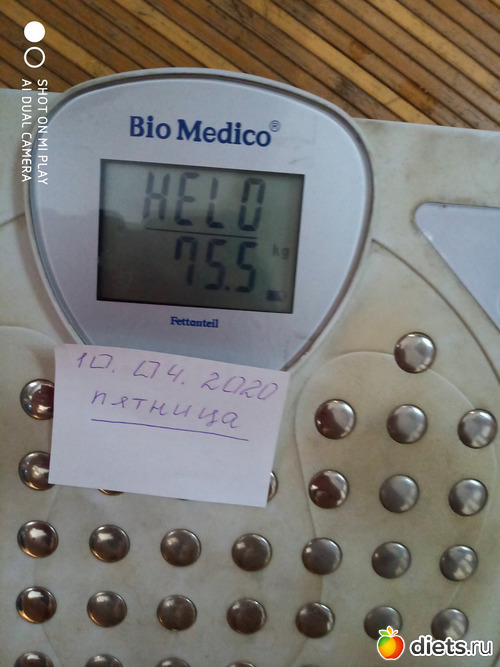 SHOT ON MI PLAY
AI DUAL CAMERA
Bio Medico®
HELO
75.5 kg
Fettanteil
10.04.2020
пятница
diets.ru